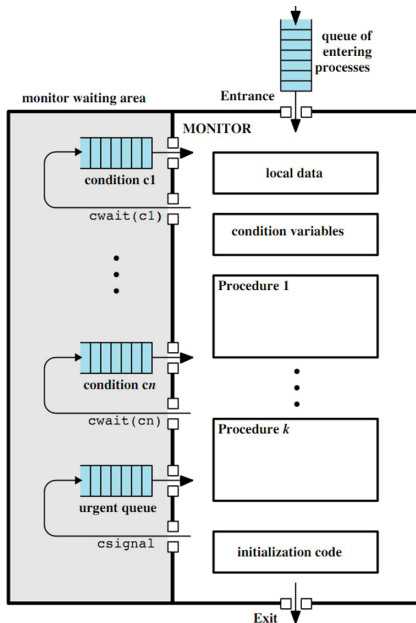 queue of
entering
processes
monitor waiting area
Entrance
MONITOR
condition c1
local data
cwait(c1)
condition variables
Procedure 1
condition cn
cwait(cn)
Procedure k
urgent queue
csignal
initialization code
Exit